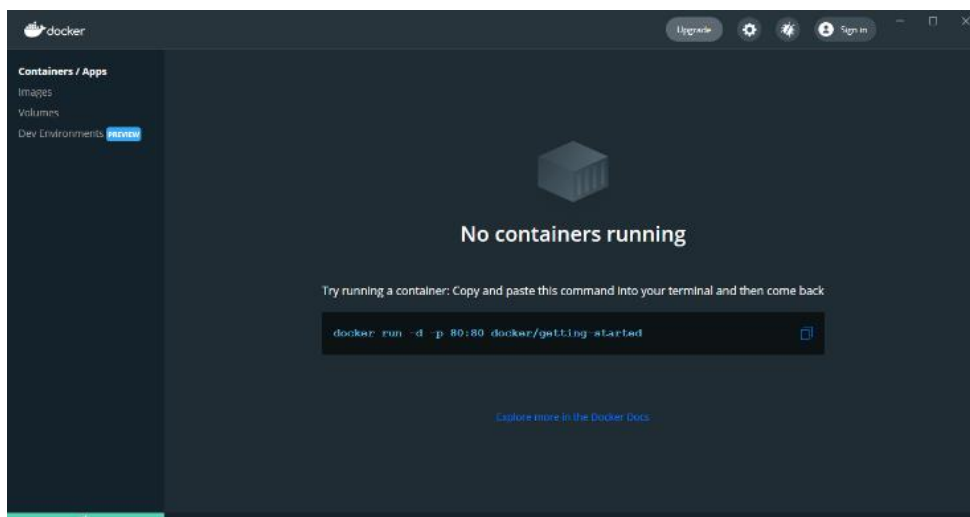 docker
Upgrade
Sign in
Containers / Apps
Images
Volumes
Dev Environments PREVIEW
No containers running
Try running a container: Copy and paste this command into your terminal and then come back
docker run -d -p 80:80 docker/getting-started
Explore more in the Docker Docs